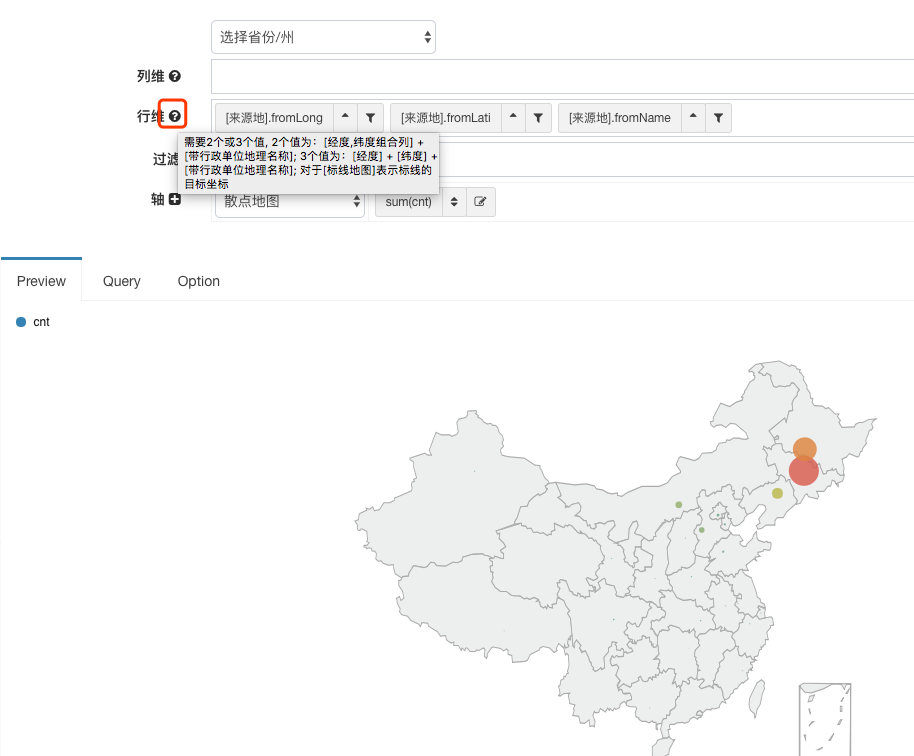 选择省份/州
列维
行维
[来源地].fromLong
[来源地].fromLati
[来源地].fromName
需要2个或3个值, 2个值为：[经度,纬度组合列] +
[带行政单位地理名称]; 3个值为：[经度] + [纬度] +
[带行政单位地理名称]; 对于[标线地图]表示标线的
目标坐标
过滤
轴
散点地图
sum(cnt)
Preview
Query
Option
cnt